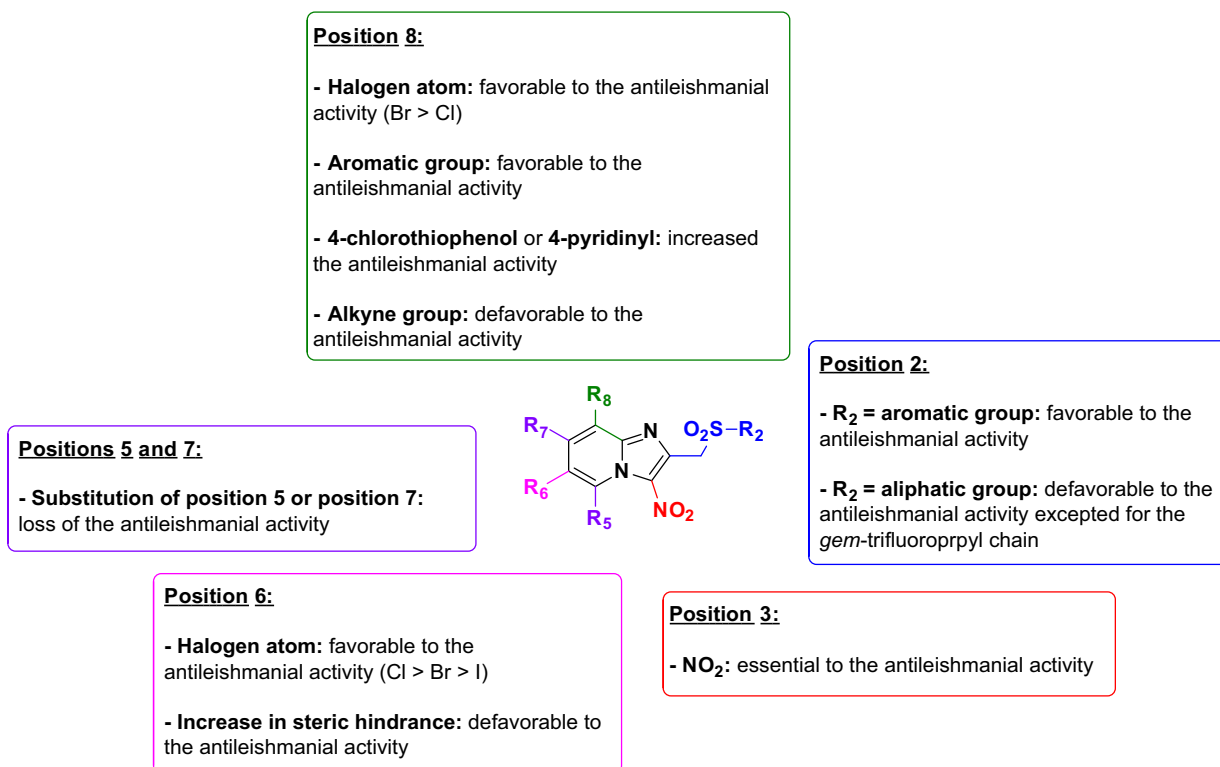 Position 8:
- Halogen atom: favorable to the antileishmanial
activity (Br > Cl)
- Aromatic group: favorable to the
antileishmanial activity
- 4-chlorothiophenol or 4-pyridinyl: increased
the antileishmanial activity
- Alkyne group: defavorable to the
antileishmanial activity
Position 2:
- R2 = aromatic group: favorable to the
antileishmanial activity
- R2 = aliphatic group: defavorable to the
antileishmanial activity excepted for the
gem-trifluoroprpyl chain
R8
R7
N
O2S-R2
R6
N
R5
NO2
Positions 5 and 7:
- Substitution of position 5 or position 7:
loss of the antileishmanial activity
Position 6:
- Halogen atom: favorable to the
antileishmanial activity (Cl > Br > I)
- Increase in steric hindrance: defavorable to
the antileishmanial activity
Position 3:
- NO2: essential to the antileishmanial activity